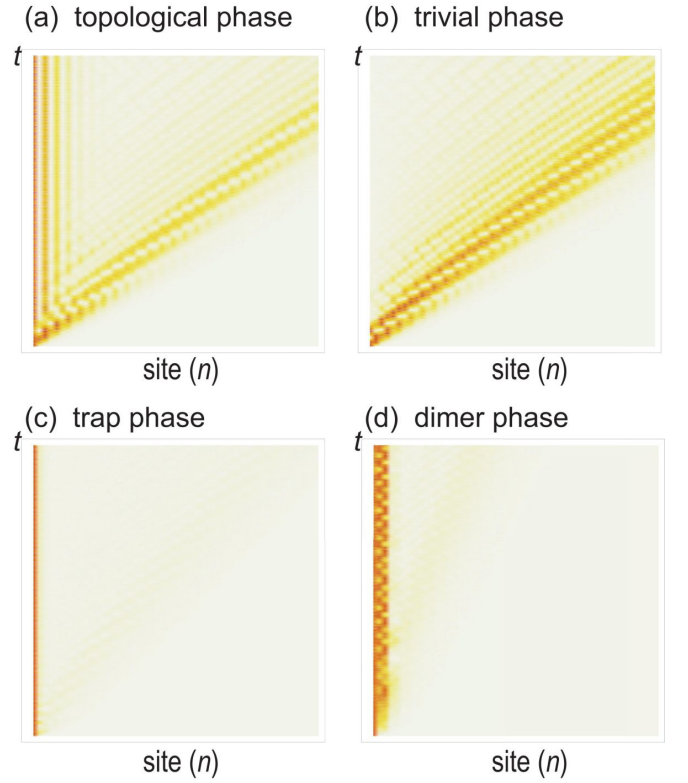 (a) topological phase
t
site (n)
(b) trivial phase
t
site (n)
(c) trap phase
t
site (n)
(d) dimer phase
t
site (n)